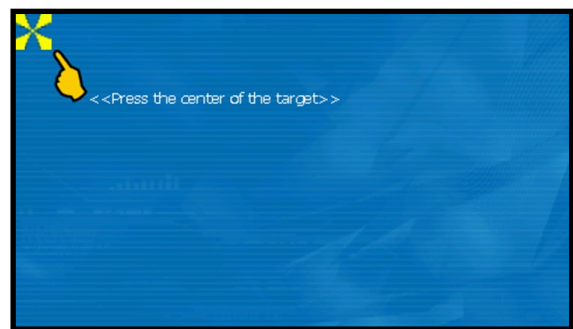 <<Press the center of the target>>